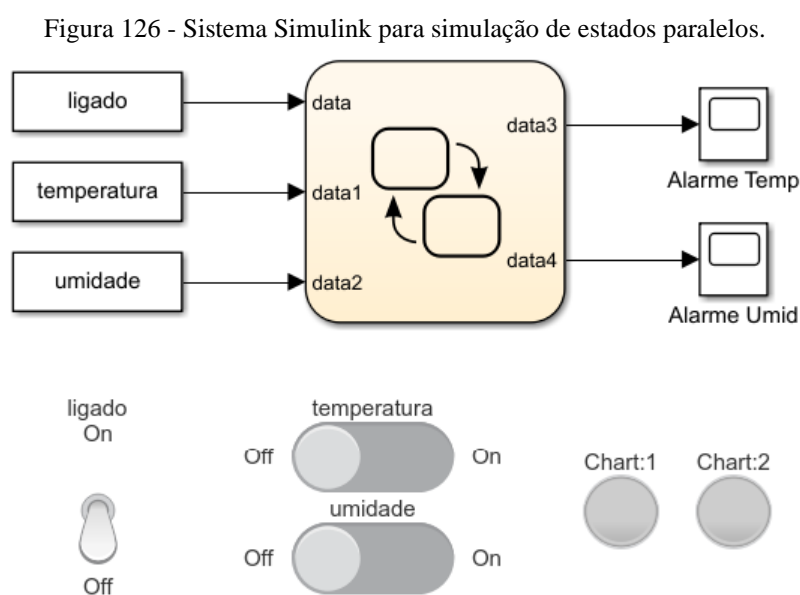 Figura 126 - Sistema Simulink para simulação de estados paralelos.
ligado
data
data3
Alarme Temp
temperatura
data1
umidade
data2
data4
Alarme Umid
ligado
On
Off
temperatura
Off
On
umidade
Off
On
Chart:1
Chart:2